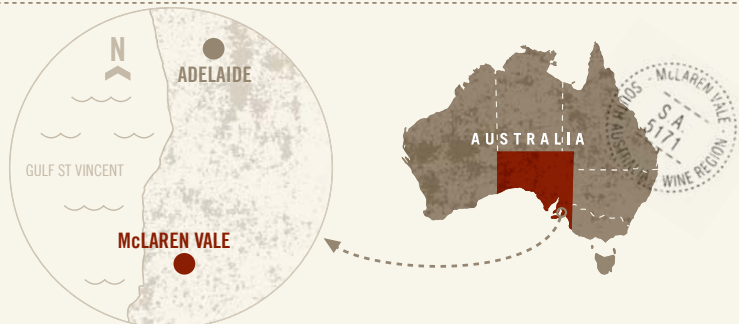 N
ADELAIDE
GULF ST VINCENT
McLAREN VALE
AUSTRALIA
McLAREN VALE
SOUTH AUSTRALIA
S A
5171
WINE REGION